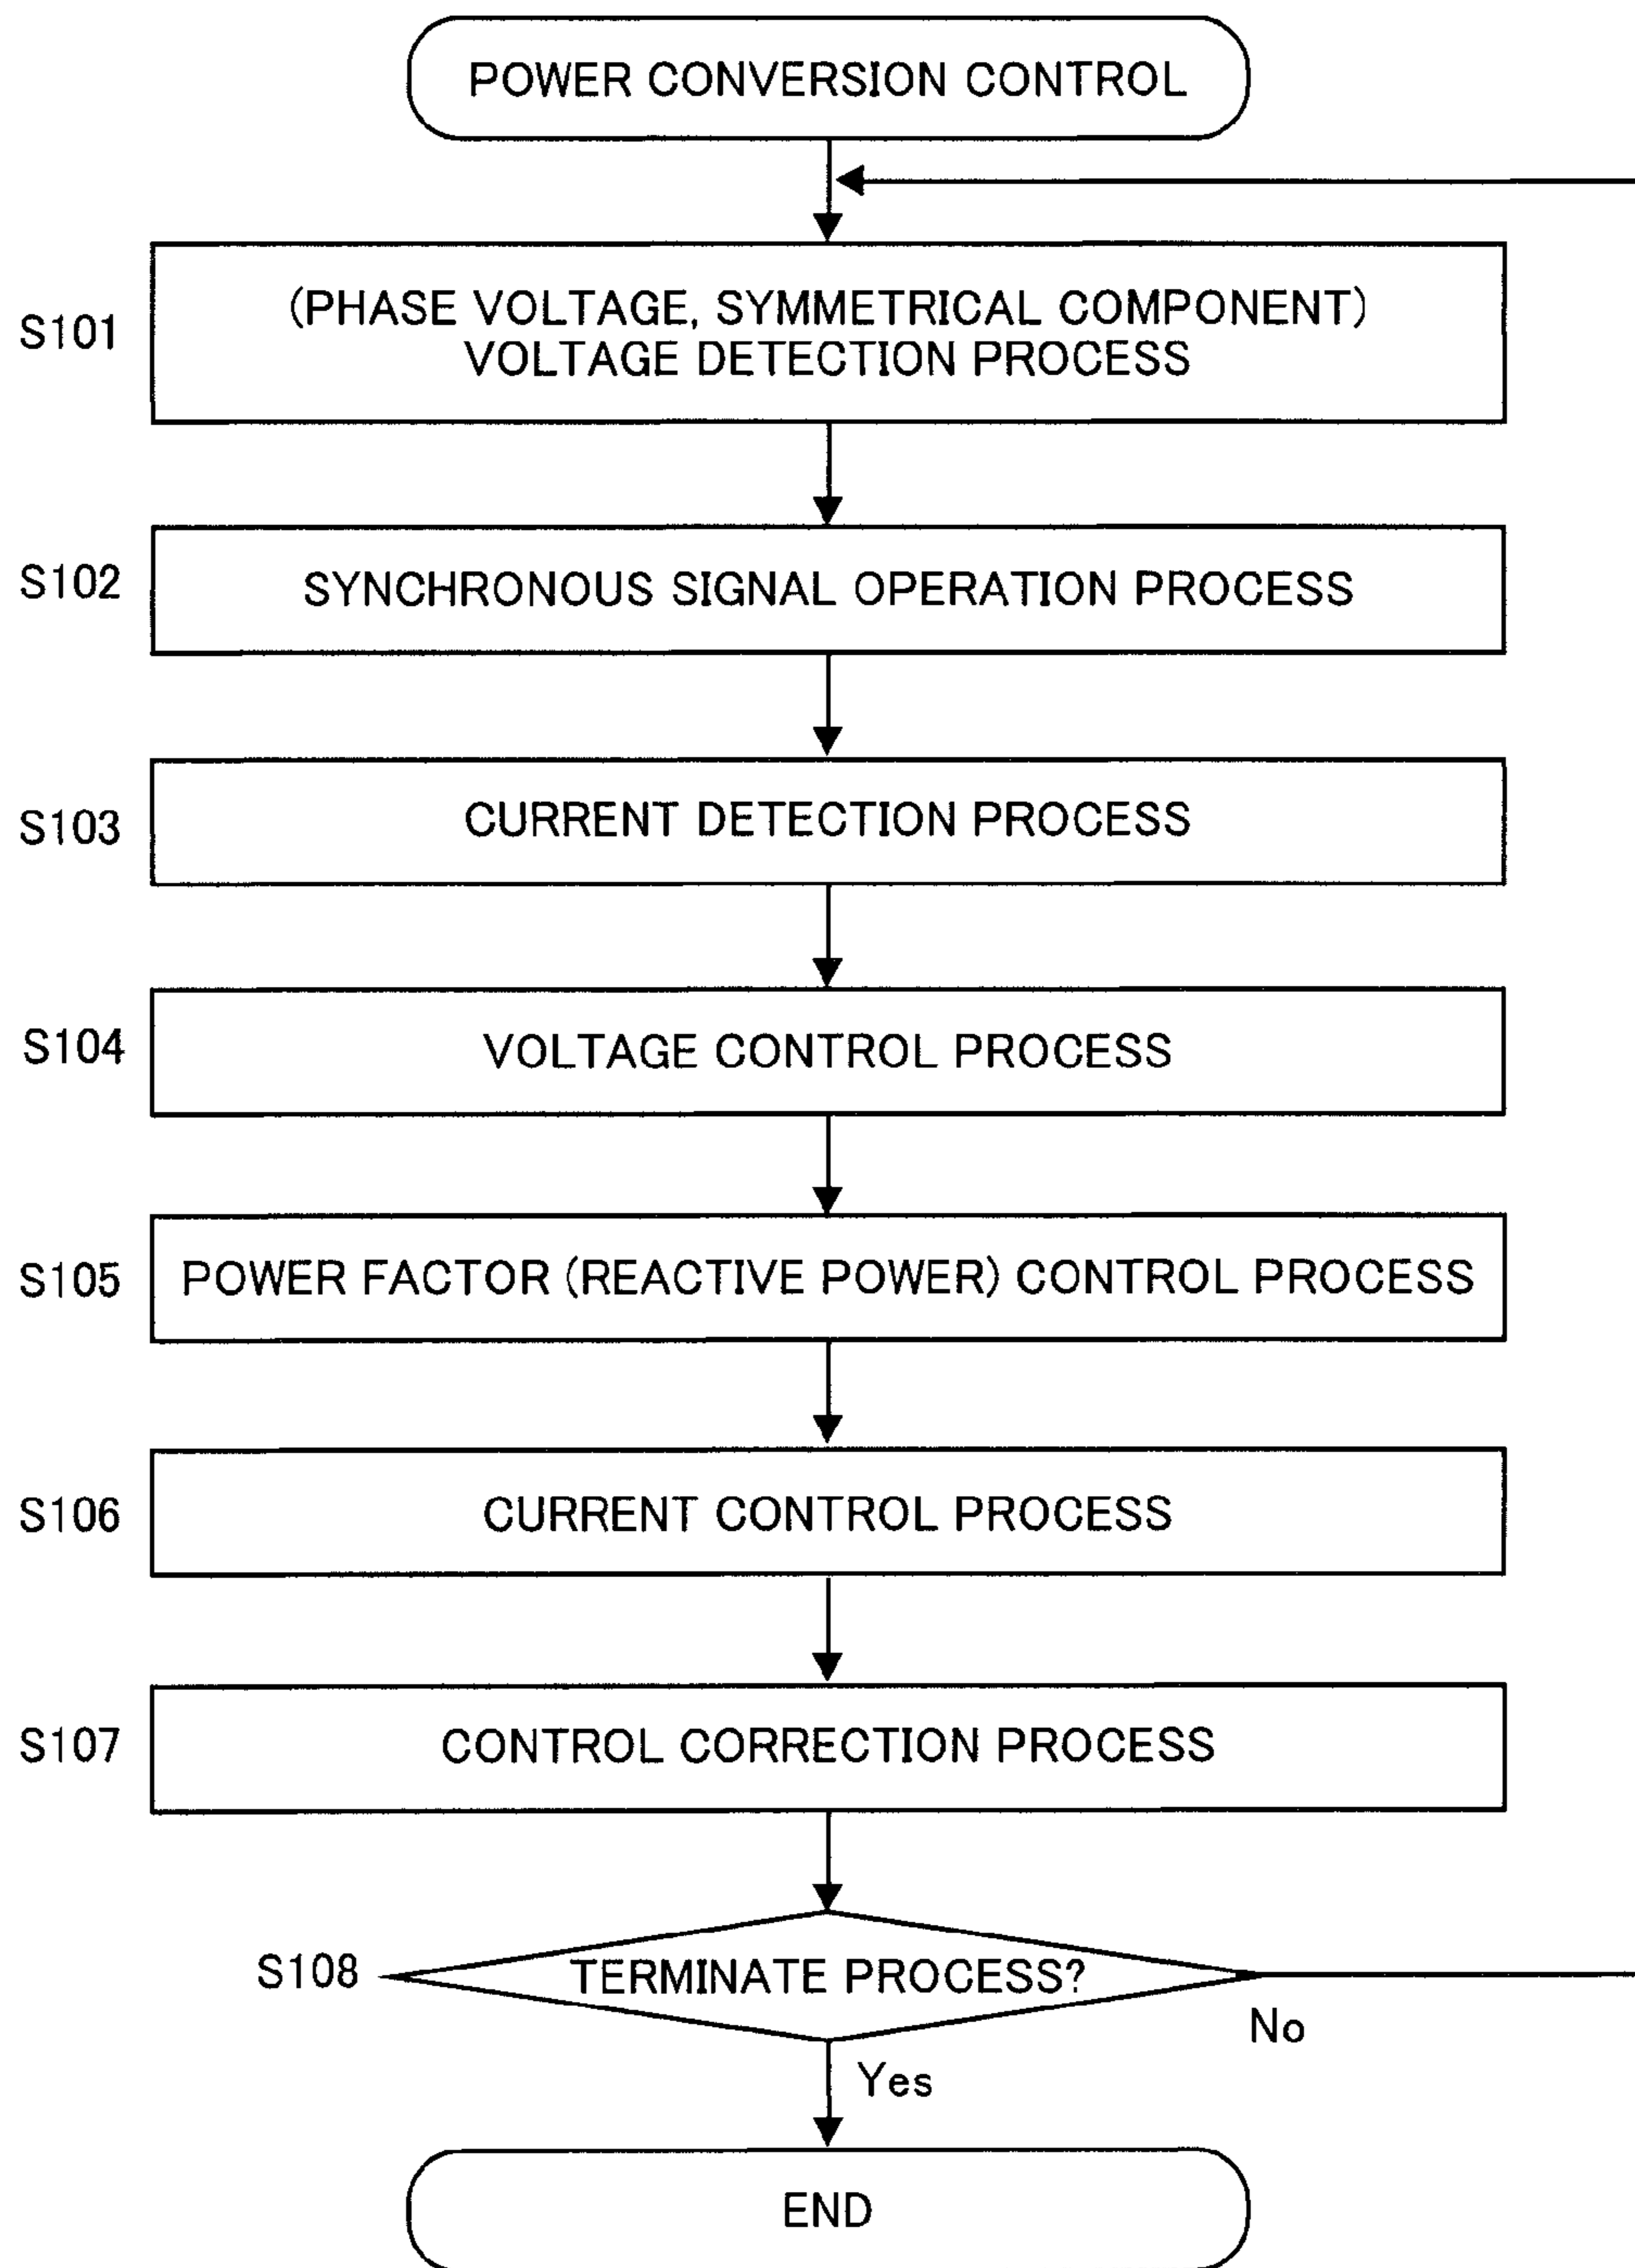 POWER CONVERSION CONTROL
S101
(PHASE VOLTAGE, SYMMETRICAL COMPONENT)
VOLTAGE DETECTION PROCESS
S102
SYNCHRONOUS SIGNAL OPERATION PROCESS
S103
CURRENT DETECTION PROCESS
S104
VOLTAGE CONTROL PROCESS
S105
POWER FACTOR (REACTIVE POWER) CONTROL PROCESS
S106
CURRENT CONTROL PROCESS
S107
CONTROL CORRECTION PROCESS
S108
TERMINATE PROCESS?
No
Yes
END